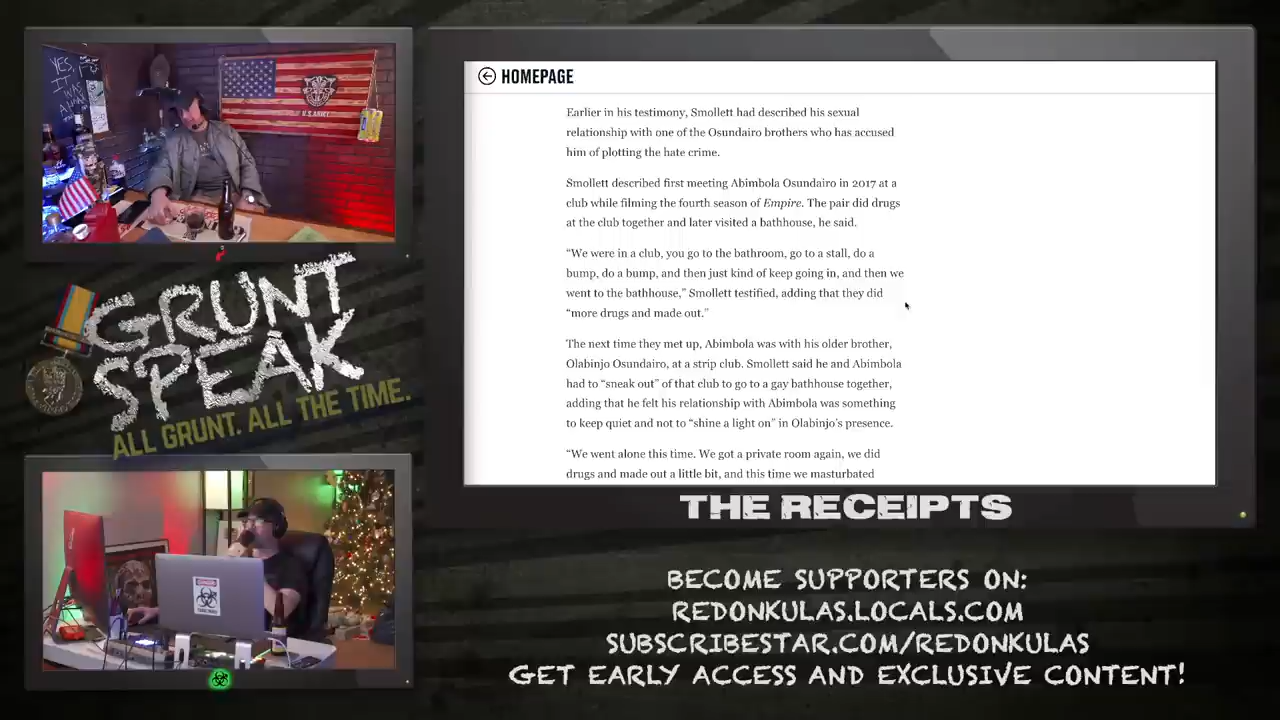 YES,
IT
WAS
U.S. ARMY
GRUNT
SPEAK
ALL GRUNT. ALL THE TIME.
HOMEPAGE
Earlier in his testimony, Smollett had described his sexual
relationship with one of the Osundairo brothers who has accused
him of plotting the hate crime.
Smollett described first meeting Abimbola Osundairo in 2017 at a
club while filming the fourth season of Empire. The pair did drugs
at the club together and later visited a bathhouse, he said.
“We were in a club, you go to the bathroom, go to a stall, do a
bump, do a bump, and then just kind of keep going in, and then we
went to the bathhouse,” Smollett testified, adding that they did
“more drugs and made out.”
The next time they met up, Abimbola was with his older brother,
Olabinjo Osundairo, at a strip club. Smollett said he and Abimbola
had to “sneak out” of that club to go to a gay bathhouse together,
adding that he felt his relationship with Abimbola was something
to keep quiet and not to “shine a light on” in Olabinjo’s presence.
“We went alone this time. We got a private room again, we did
drugs and made out a little bit, and this time we masturbated
THE RECEIPTS
BECOME SUPPORTERS ON:
REDONKULAS.LOCALS.COM
SUBSCRIBESTAR.COM/REDONKULAS
GET EARLY ACCESS AND EXCLUSIVE CONTENT!